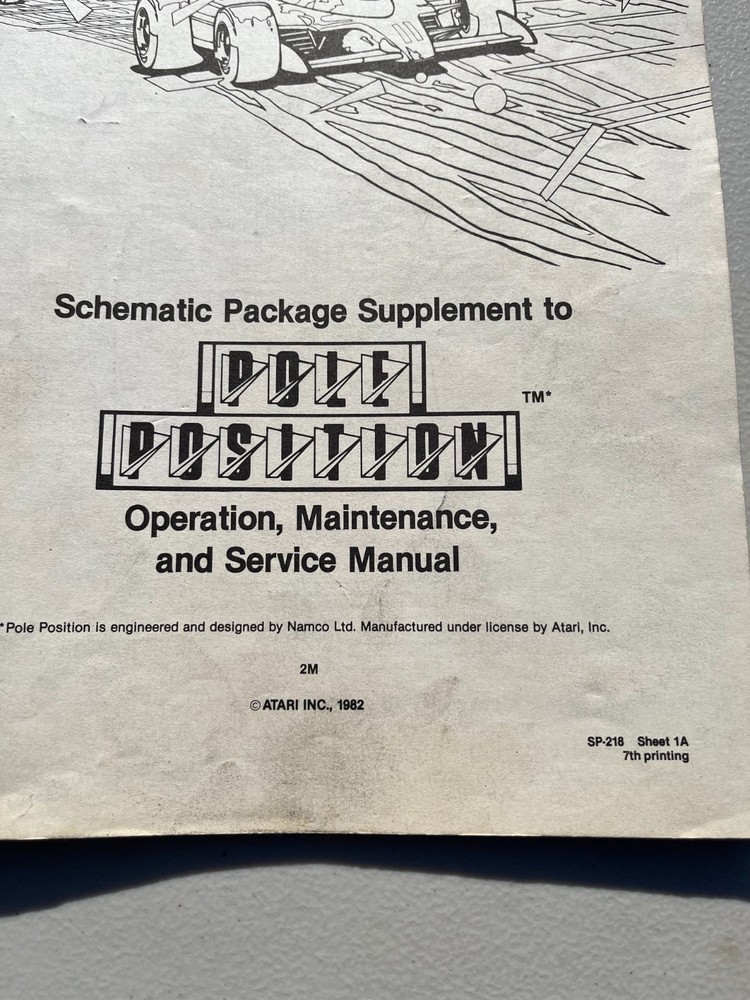 Schematic Package Supplement to
POLE
TM*
POSITION
Operation, Maintenance,
and Service Manual
*Pole Position is engineered and designed by Namco Ltd. Manufactured under license by Atari, Inc.
2M
©ATARI INC., 1982
SP-218 Sheet 1A
7th printing